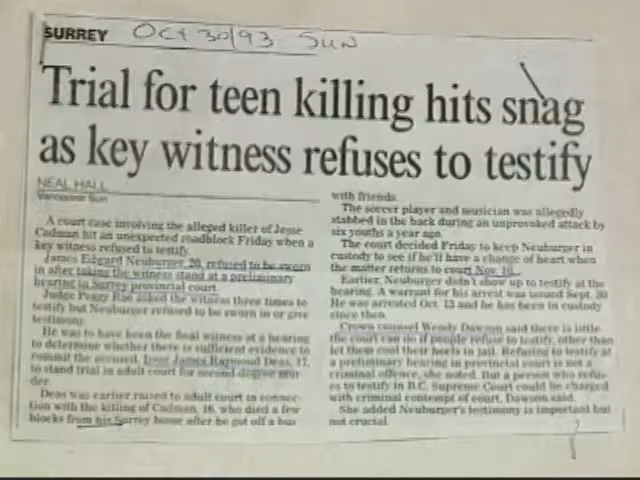 SURREY Oct 30/93 Sun
Trial for teen killing hits snag
as key witness refuses to testify
NEAL HALL
Vancouver Sun
A court case involving the alleged killer of Jesse
Cadman hit an unexpected roadblock Friday when a
key witness refused to testify.
James Edward Neuburger, 20, refused to be sworn
in after taking the witness stand at a preliminary
hearing in Surrey provincial court.
Judge Peggy asked the witness three times to
testify but Neuburger refused to be sworn in or give
testimony.
He was to have been the final witness at a hearing
to determine whether there is sufficient evidence to
commit the accused, James Raymond Deas, 17,
to stand trial in adult court for second-degree mur-
der.
Deas was earlier raised to adult court in connec-
tion with the killing of Cadman, 16, who died a few
blocks from his Surrey home after he got off a bus
with friends.
The soccer player and musician was allegedly
stabbed in the back during an unprovoked attack by
six youths a year ago.
The court decided Friday to keep Neuburger in
custody to see if he'll have a change of heart when
the matter returns to court Nov. 10.
Earlier, Neuburger didn't show up to testify at the
hearing. A warrant for his arrest was issued Sept. 30
He was arrested Oct. 13 and he has been in custody
since then.
Crown counsel Wendy Dawson said there is little
the court can do if people refuse to testify, other than
let them cool their heels in jail. Refusing to testify at
a preliminary hearing in provincial court is not a
criminal offence, she noted. But a person who refus-
es to testify in B.C. Supreme Court could be charged
with criminal contempt of court, Dawson said.
She added Neuburger's testimony is important but
not crucial.